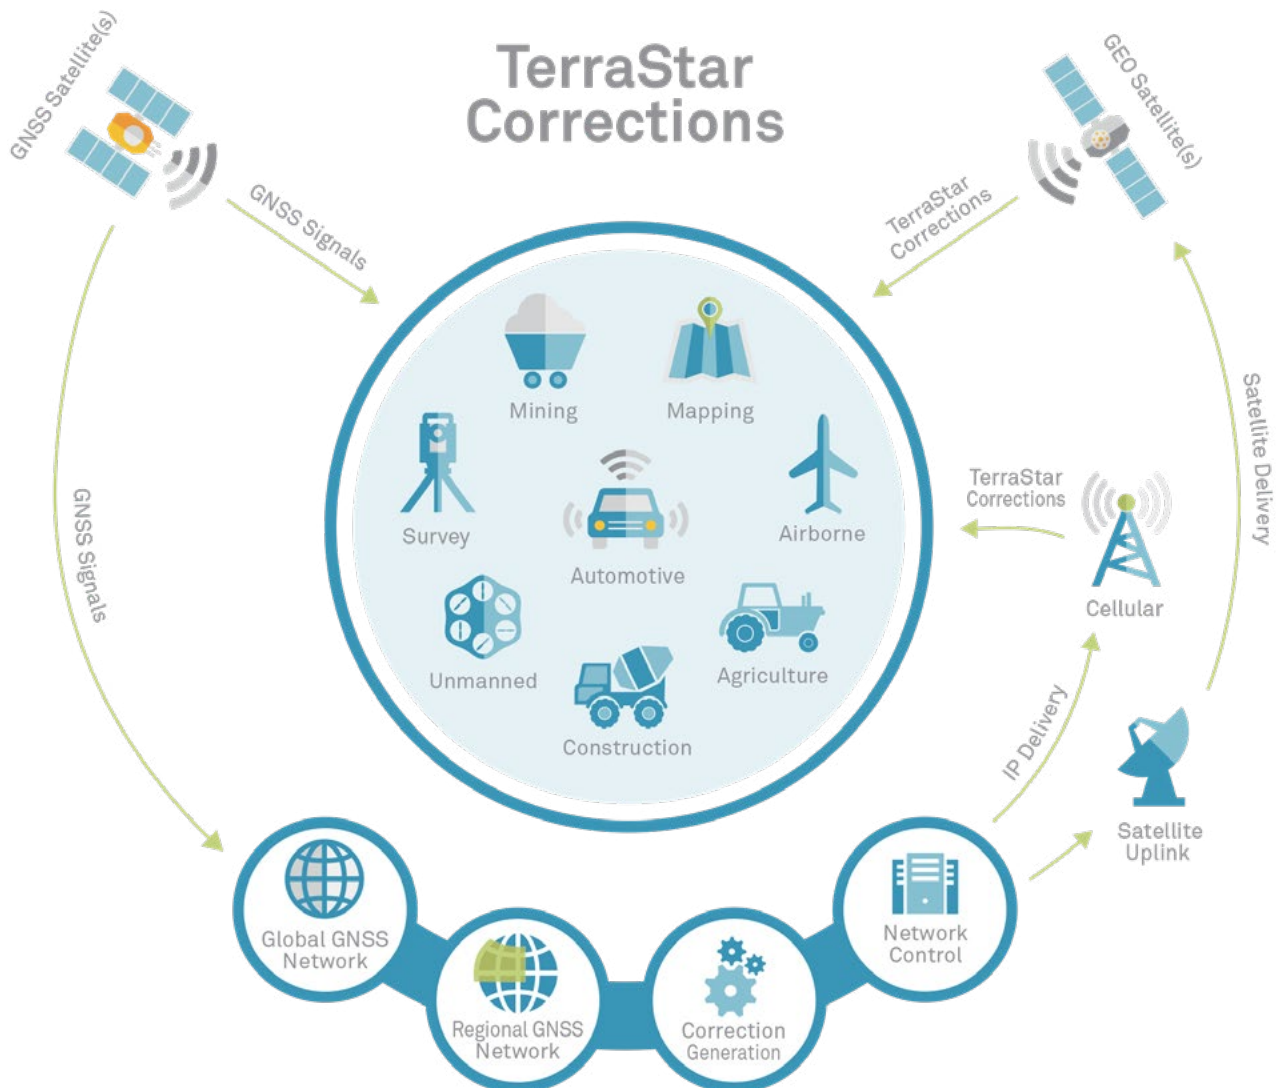 TerraStar
Corrections
GNSS Satellite(s)
GEO Satellite(s)
GNSS Signals
TerraStar
Corrections
Mining
Mapping
Survey
Automotive
Airborne
TerraStar
Corrections
Satellite Delivery
GNSS Signals
Cellular
Unmanned
Agriculture
Construction
IP Delivery
Satellite
Uplink
Global GNSS
Network
Regional GNSS
Network
Correction
Generation
Network
Control